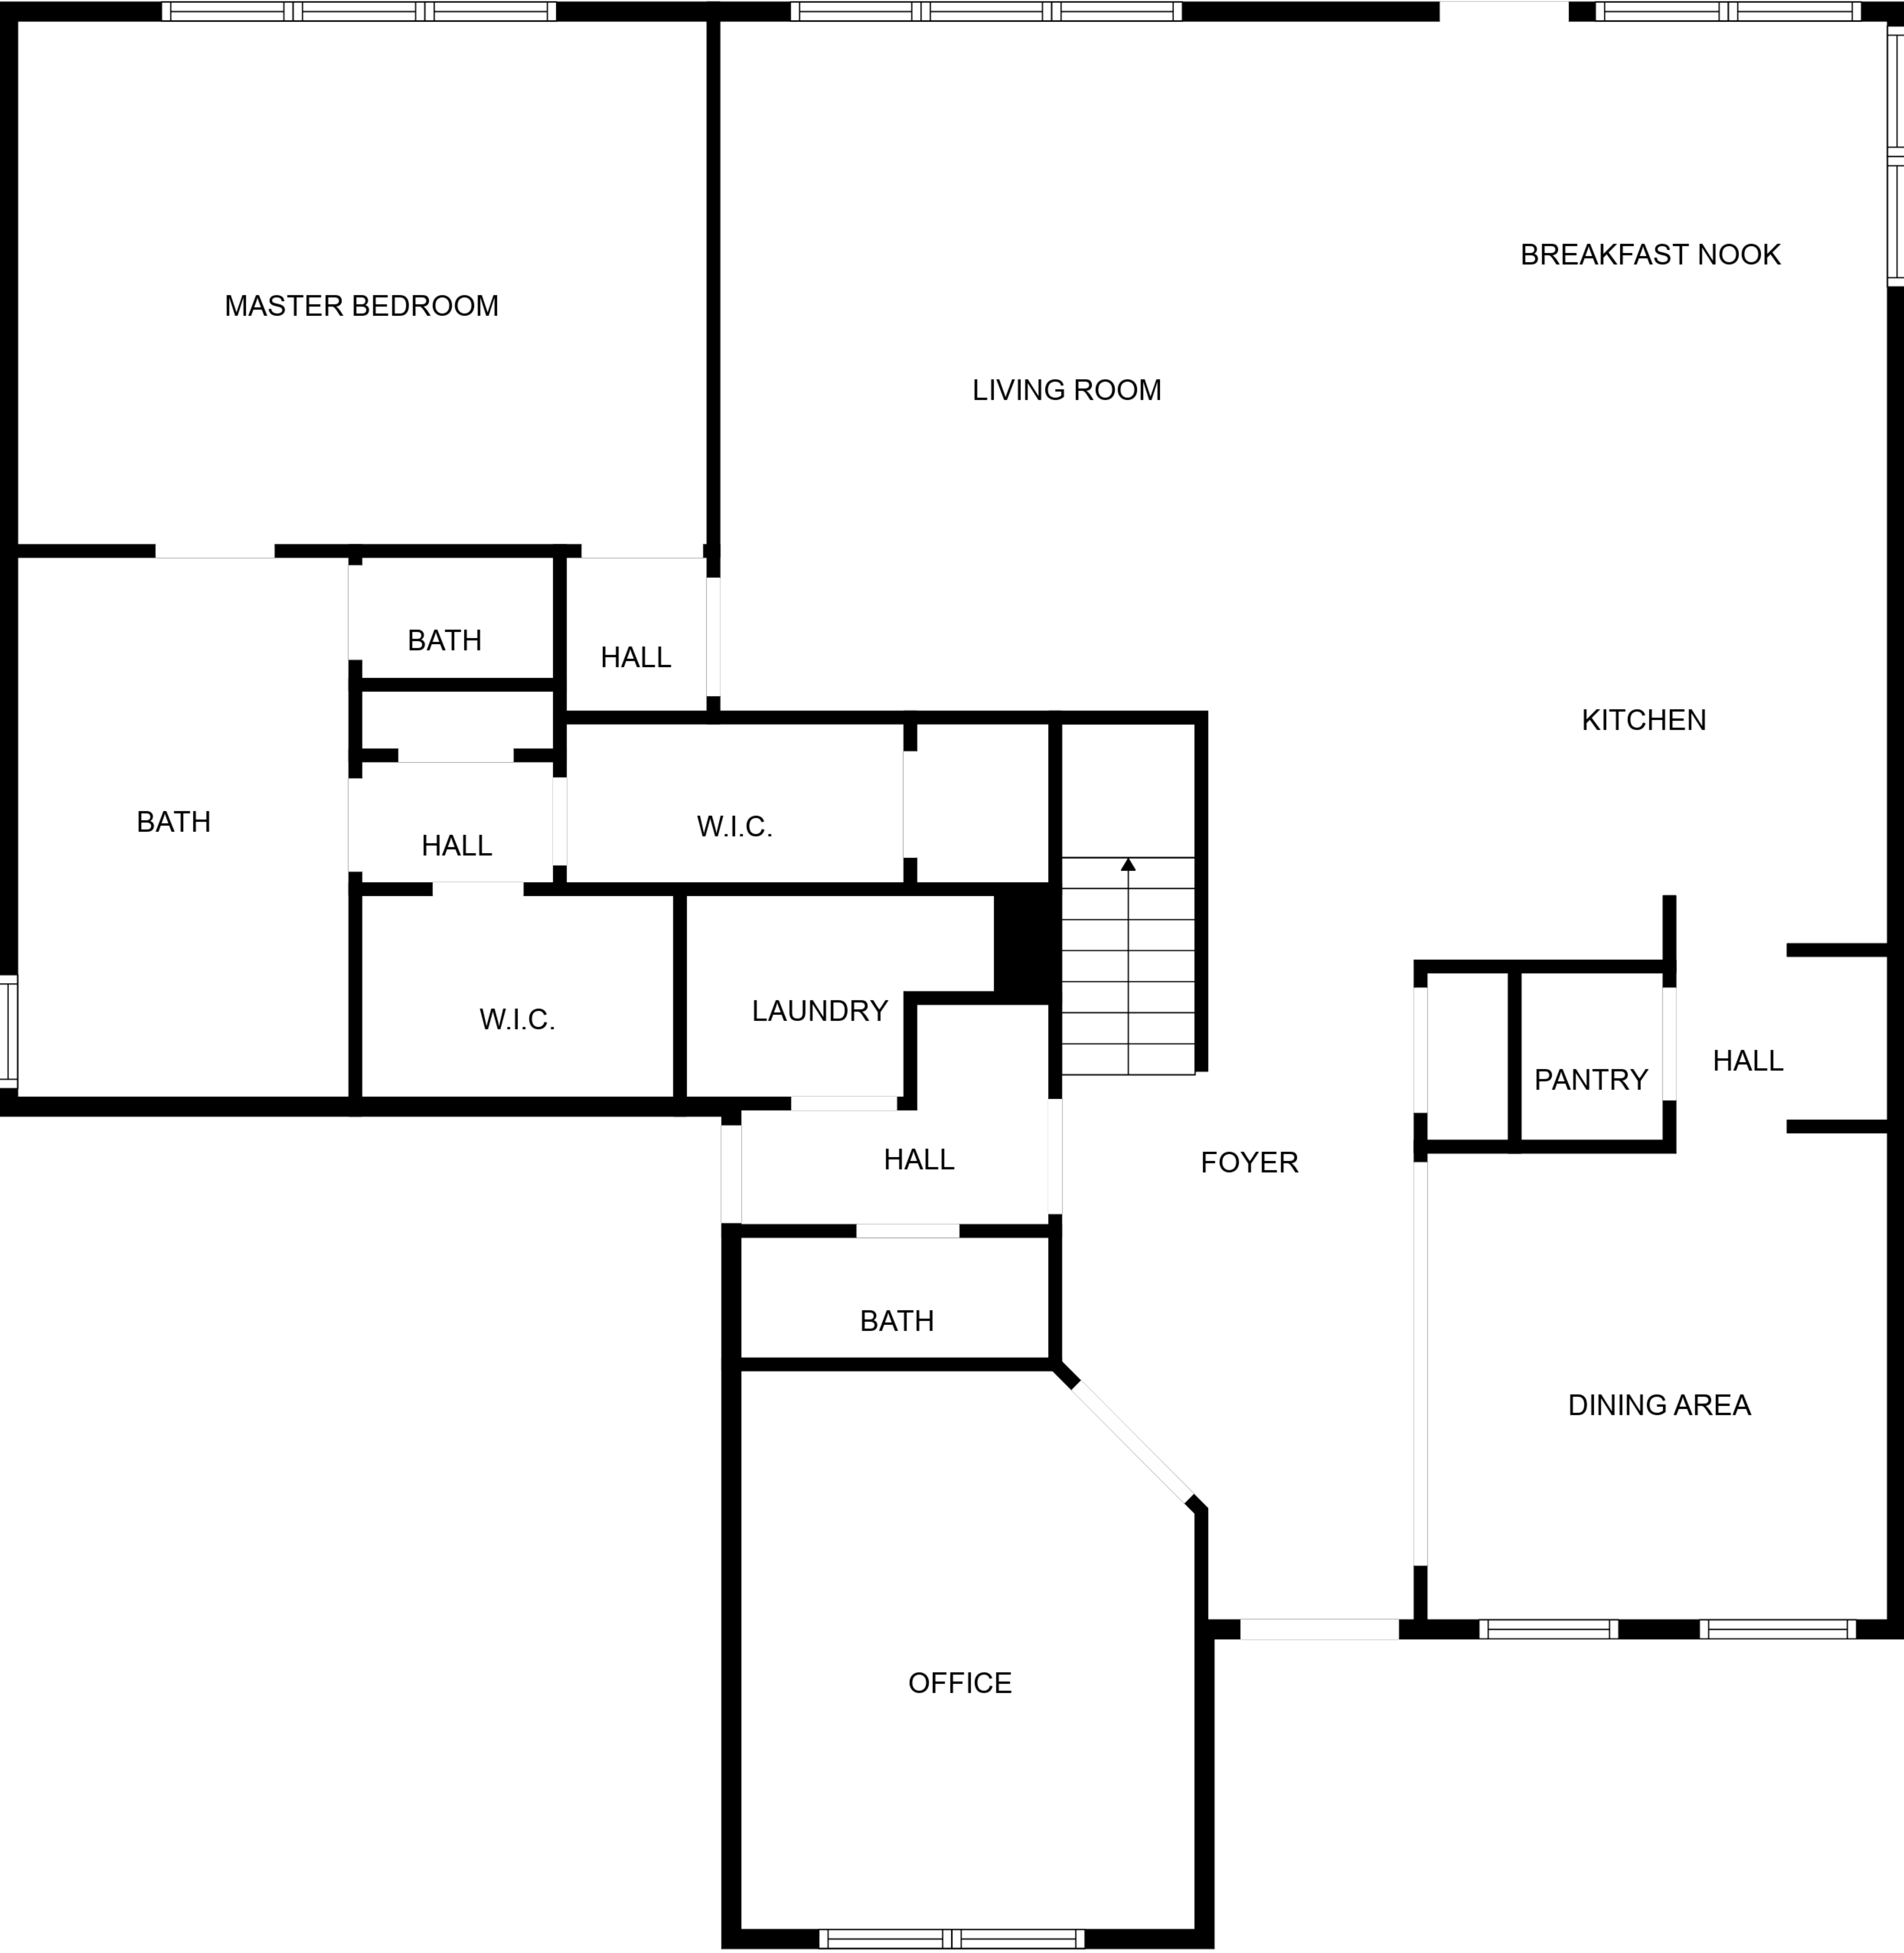 BREAKFAST NOOK
MASTER BEDROOM
LIVING ROOM
BATH
HALL
KITCHEN
BATH
W.I.C.
HALL
LAUNDRY
W.I.C.
HALL
PANTRY
HALL
FOYER
BATH
DINING AREA
OFFICE